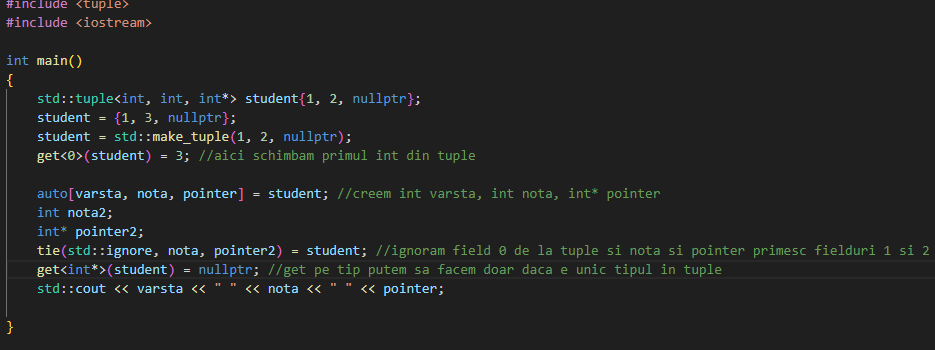 #include <tuple>
#include <iostream>
int main()
{
std::tuple<int, int, int*> student{1, 2, nullptr};
student = {1, 3, nullptr};
student = std::make_tuple(1, 2, nullptr);
get<0>(student) = 3; //aici schimbam primul int din tuple
auto[varsta, nota, pointer] = student; //creem int varsta, int nota, int* pointer
int nota2;
int* pointer2;
tie(std::ignore, nota, pointer2) = student; //ignoram field 0 de la tuple si nota si pointer primesc fielduri 1 si 2
get<int*>(student) = nullptr; //get pe tip putem sa facem doar daca e unic tipul in tuple
std::cout << varsta << " " << nota << " " << pointer;
}